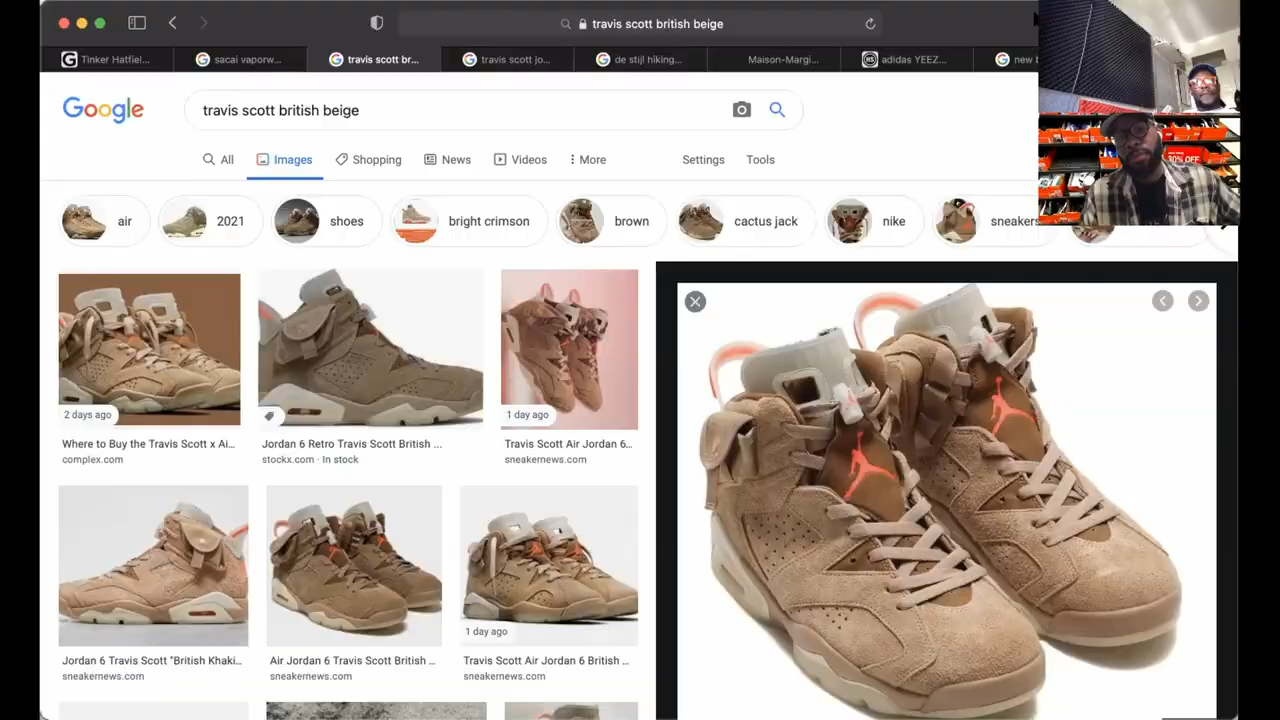 travis scott british beige
Tinker Hatfiel...
sacai vaporw...
travis scott br...
travis scott jo...
de stijl hiking...
Maison-Margi...
adidas YEEZ...
new b
Google
travis scott british beige
All
Images
Shopping
News
Videos
More
Settings
Tools
30% OFF
air
2021
shoes
bright crimson
brown
cactus jack
nike
sneakers
2 days ago
1 day ago
Where to Buy the Travis Scott x Ai...
complex.com
Jordan 6 Retro Travis Scott British ...
stockx.com · In stock
Travis Scott Air Jordan 6...
sneakernews.com
1 day ago
Jordan 6 Travis Scott "British Khaki...
sneakernews.com
Air Jordan 6 Travis Scott British ...
sneakernews.com
Travis Scott Air Jordan 6 British ...
sneakernews.com